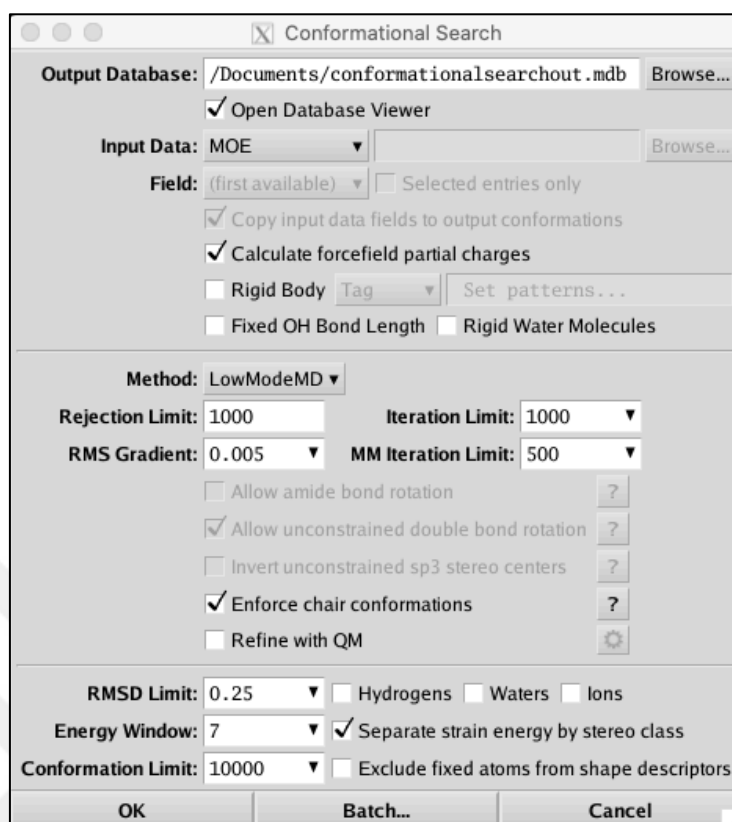 Conformational Search
Output Database: /Documents/conformationalsearchout.mdb Browse...
Open Database Viewer
Input Data: MOE Browse...
Field: (first available) Selected entries only
Copy input data fields to output conformations
Calculate forcefield partial charges
Rigid Body Tag Set patterns...
Fixed OH Bond Length Rigid Water Molecules
Method: LowModeMD
Rejection Limit: 1000 Iteration Limit: 1000
RMS Gradient: 0.005 MM Iteration Limit: 500
Allow amide bond rotation ?
Allow unconstrained double bond rotation ?
Invert unconstrained sp3 stereo centers ?
Enforce chair conformations ?
Refine with QM
RMSD Limit: 0.25 Hydrogens Waters Ions
Energy Window: 7 Separate strain energy by stereo class
Conformation Limit: 10000 Exclude fixed atoms from shape descriptors
OK Batch... Cancel